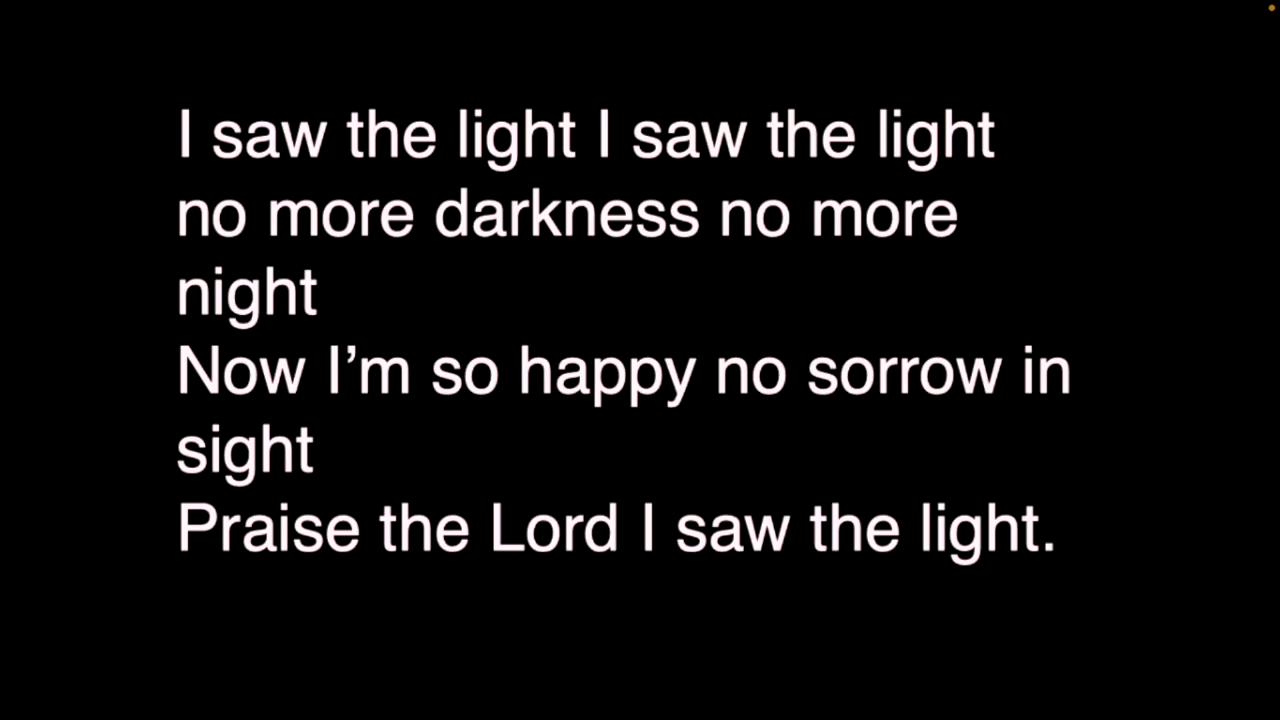 I saw the light I saw the light
no more darkness no more
night
Now I’m so happy no sorrow in
sight
Praise the Lord I saw the light.